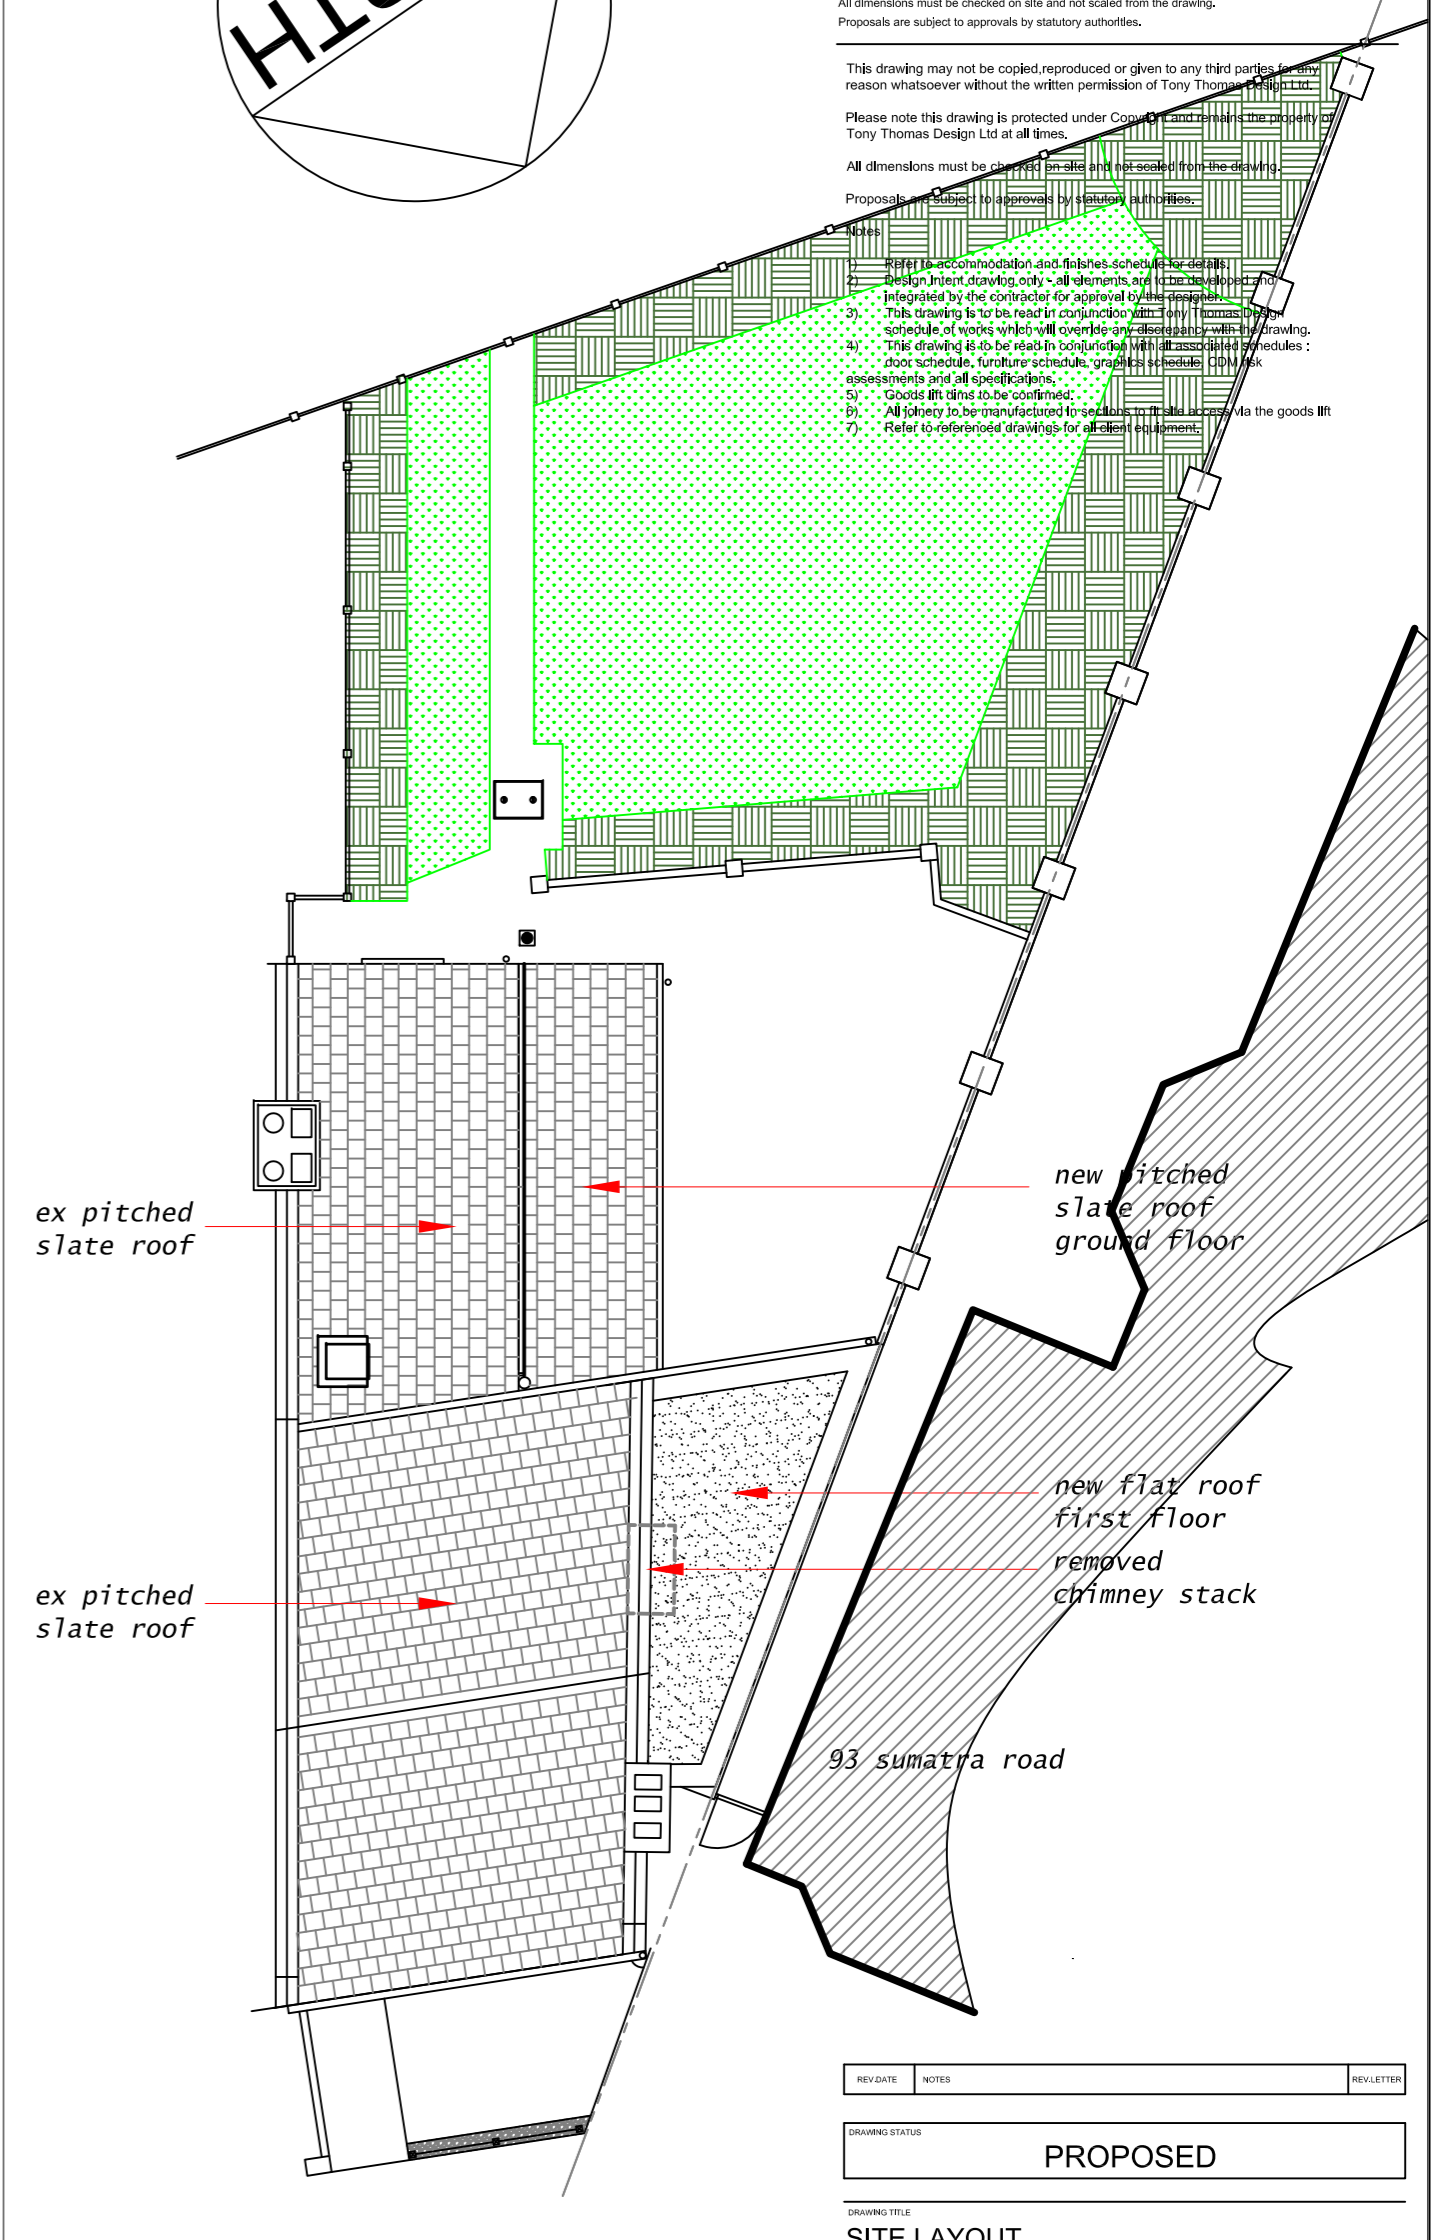 TH
All dimensions must be checked on site and not scaled from the drawing.
Proposals are subject to approvals by statutory authorities.
This drawing may not be copied,reproduced or given to any third parties for any
reason whatsoever without the written permission of Tony Thomas Design Ltd.
Please note this drawing is protected under Copyright and remains the property of
Tony Thomas Design Ltd at all times.
All dimensions must be checked on site and not scaled from the drawing.
Proposals are subject to approvals by statutory authorities.
Notes
1) Refer to accommodation and finishes schedule for details.
2) Design Intent drawing only - all elements are to be developed and
integrated by the contractor for approval by the designer.
3) This drawing is to be read in conjunction with Tony Thomas Design
schedule of works which will override any discrepancy with the drawing.
4) This drawing is to be read in conjunction with all associated schedules :
door schedule, furniture schedule, graphics schedule, CDM risk
assessments and all specifications.
5) Goods lift dims to be confirmed.
6) All joinery to be manufactured in sections to fit site access via the goods lift
7) Refer to referenced drawings for all client equipment.
new pitched
slate roof
ground floor
ex pitched
slate roof
new flat roof
first floor
removed
chimney stack
ex pitched
slate roof
93 sumatra road
REV.DATE NOTES REV.LETTER
DRAWING STATUS
PROPOSED
DRAWING TITLE
SITE LAYOUT